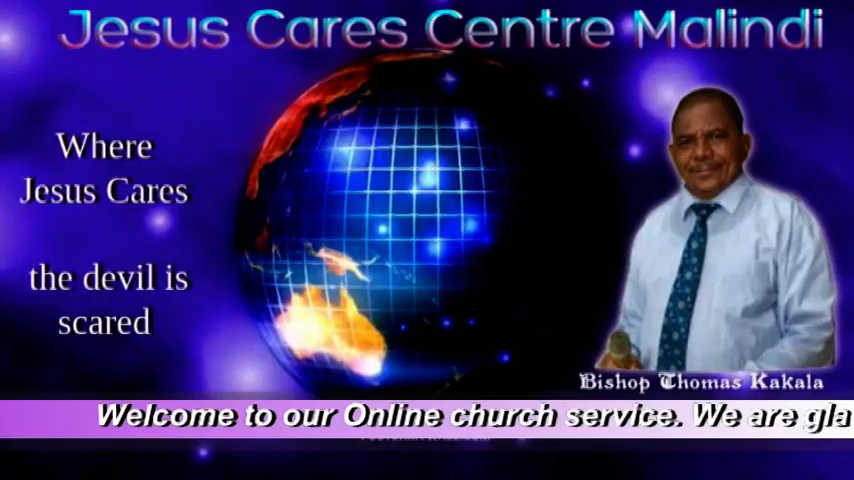 Jesus Cares Centre Malindi
Where
Jesus Cares
the devil is
scared
Bishop Thomas Kakala
Welcome to our Online church service. We are gla